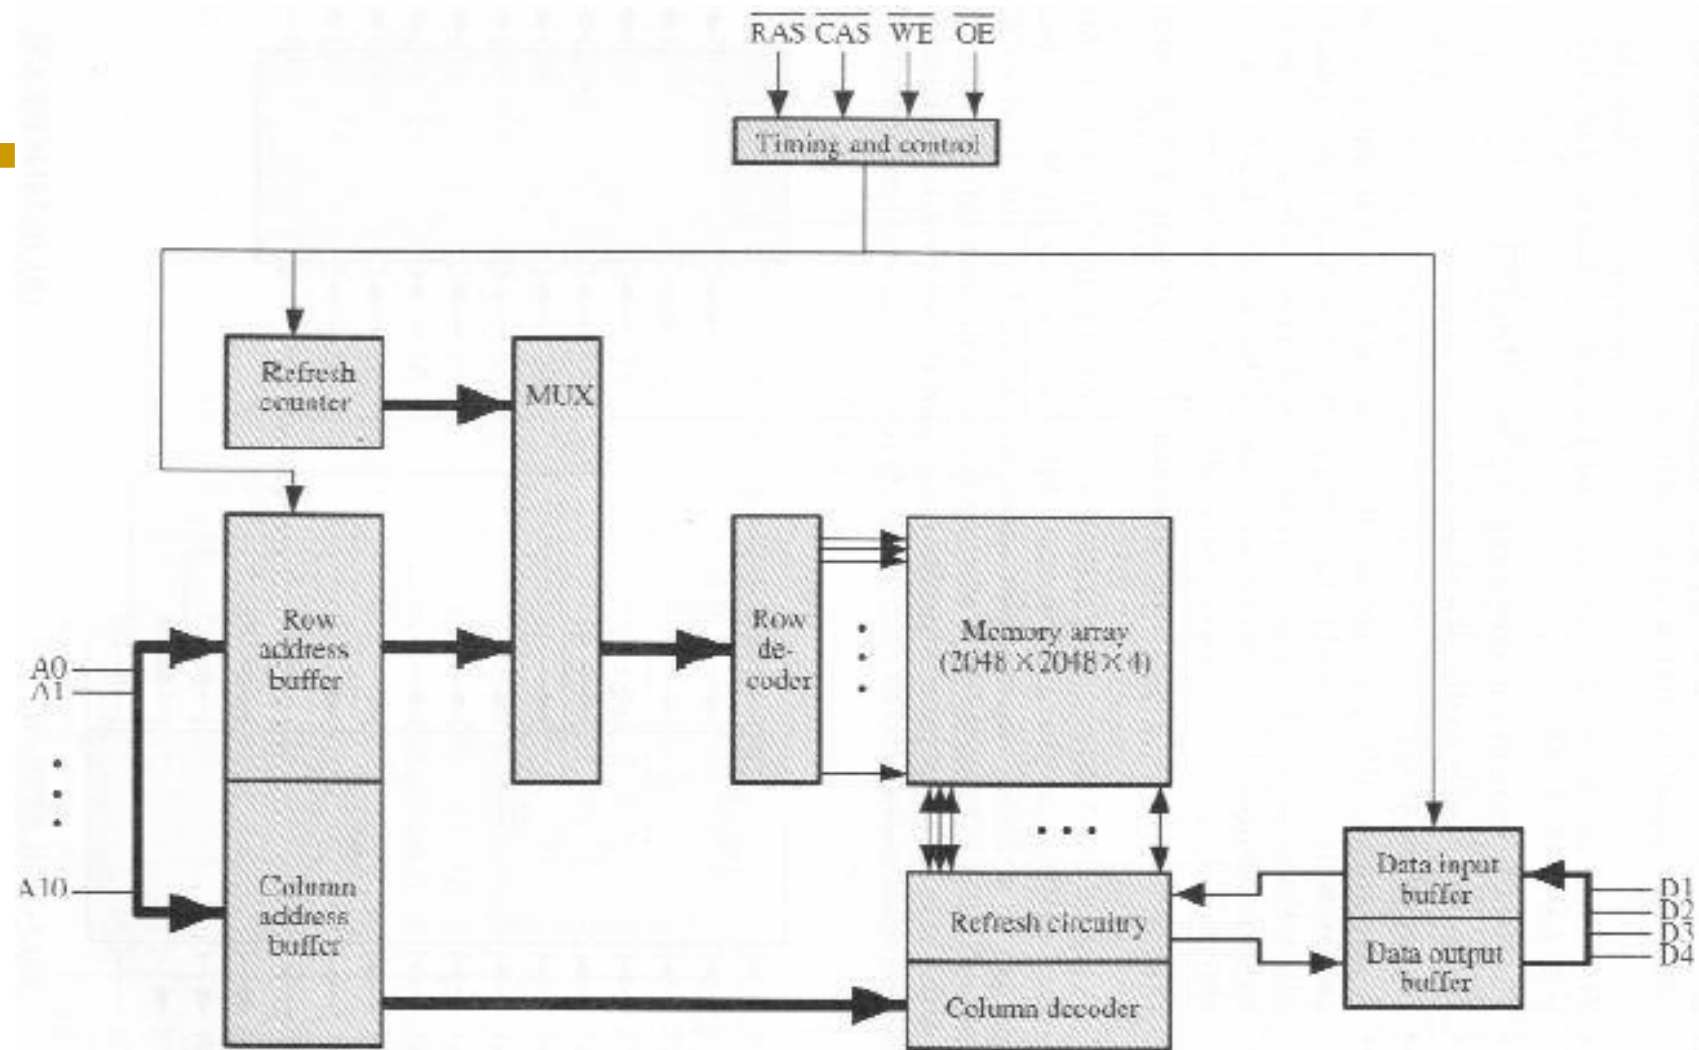 RAS CAS WE OE
Timing and control
Refresh
counter
MUX
Row
address
buffer
Row
de-
coder
Memory array
(2048 × 2048 × 4)
A0
A1
A10
Column
address
buffer
Data input
buffer
D1
D2
D3
D4
Refresh circuitry
Data output
buffer
Column decoder